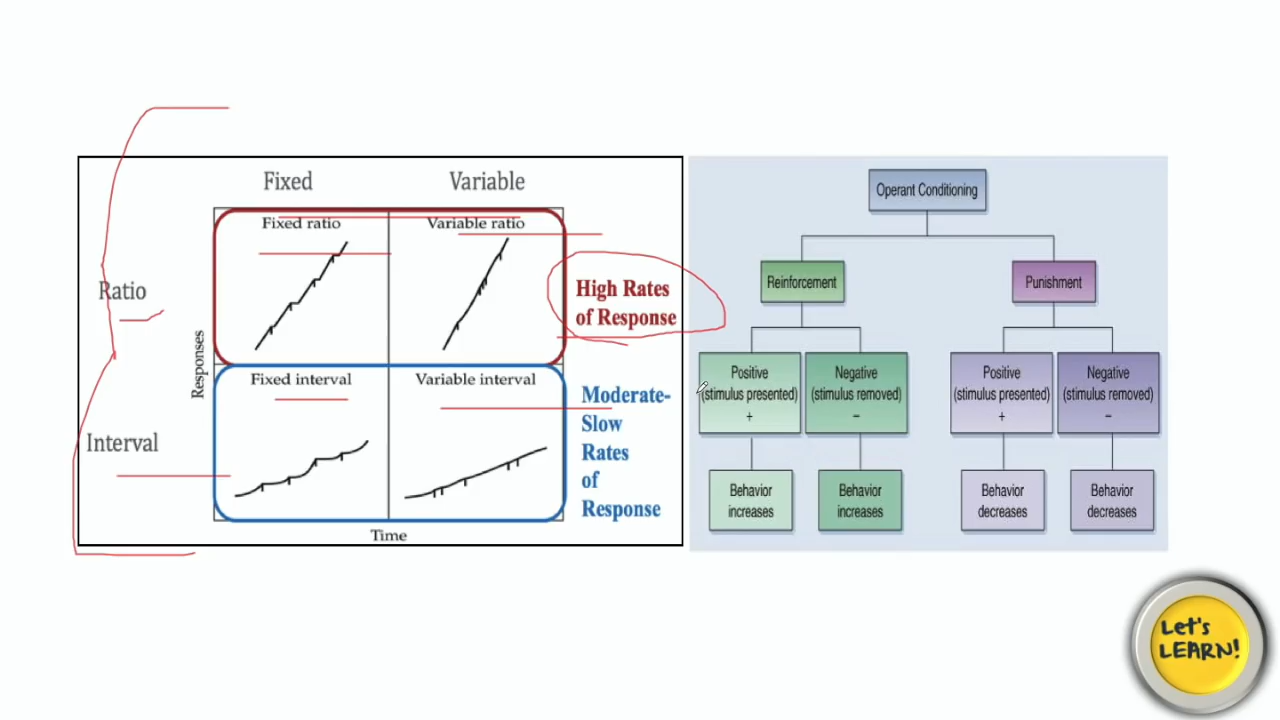 Fixed
Variable
Fixed ratio
Variable ratio
Ratio
High Rates
of Response
Responses
Fixed interval
Variable interval
Interval
Moderate-
Slow
Rates
of
Response
Time
Operant Conditioning
Reinforcement
Punishment
Positive
(stimulus presented)
+
Negative
(stimulus removed)
–
Positive
(stimulus presented)
+
Negative
(stimulus removed)
–
Behavior
increases
Behavior
increases
Behavior
decreases
Behavior
decreases
Let's
LEARN!